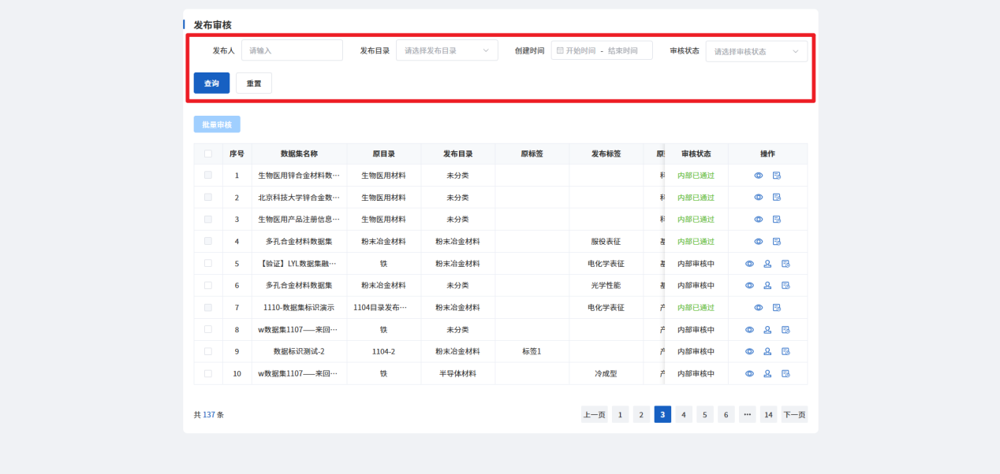 发布审核
发布人 请输入 发布目录 请选择发布目录 创建时间 开始时间 - 结束时间 审核状态 请选择审核状态
查询 重置
批量审核
序号 数据集名称 原目录 发布目录 原标签 发布标签 审核状态 操作
1 生物医用锌合金材料数··· 生物医用材料 未分类 内部已通过
2 北京科技大学锌合金数··· 生物医用材料 未分类 内部已通过
3 生物医用产品注册信息··· 生物医用材料 未分类 内部已通过
4 多孔合金材料数据集 粉末冶金材料 粉末冶金材料 服役表征 内部已通过
5 【验证】LYL数据集融··· 铁 粉末冶金材料 电化学表征 内部审核中
6 多孔合金材料数据集 粉末冶金材料 未分类 光学性能 内部审核中
7 1110-数据集标识演示 1104目录发布··· 粉末冶金材料 电化学表征 内部已通过
8 w数据集1107——来回··· 铁 未分类 内部审核中
9 数据标识测试-2 1104-2 粉末冶金材料 标签1 内部审核中
10 w数据集1107——来回··· 铁 半导体材料 冷成型 内部审核中
共 137 条 上一页 1 2 3 4 5 6 ··· 14 下一页